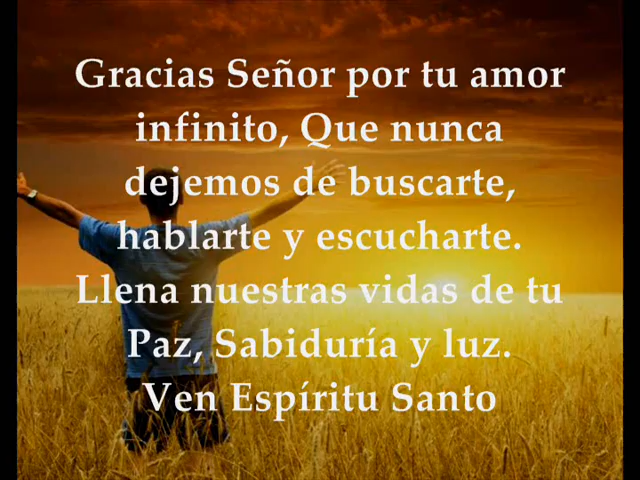 Gracias Señor por tu amor
infinito, Que nunca
dejemos de buscarte,
hablarte y escucharte.
Llena nuestras vidas de tu
Paz, Sabiduría y luz.
Ven Espíritu Santo